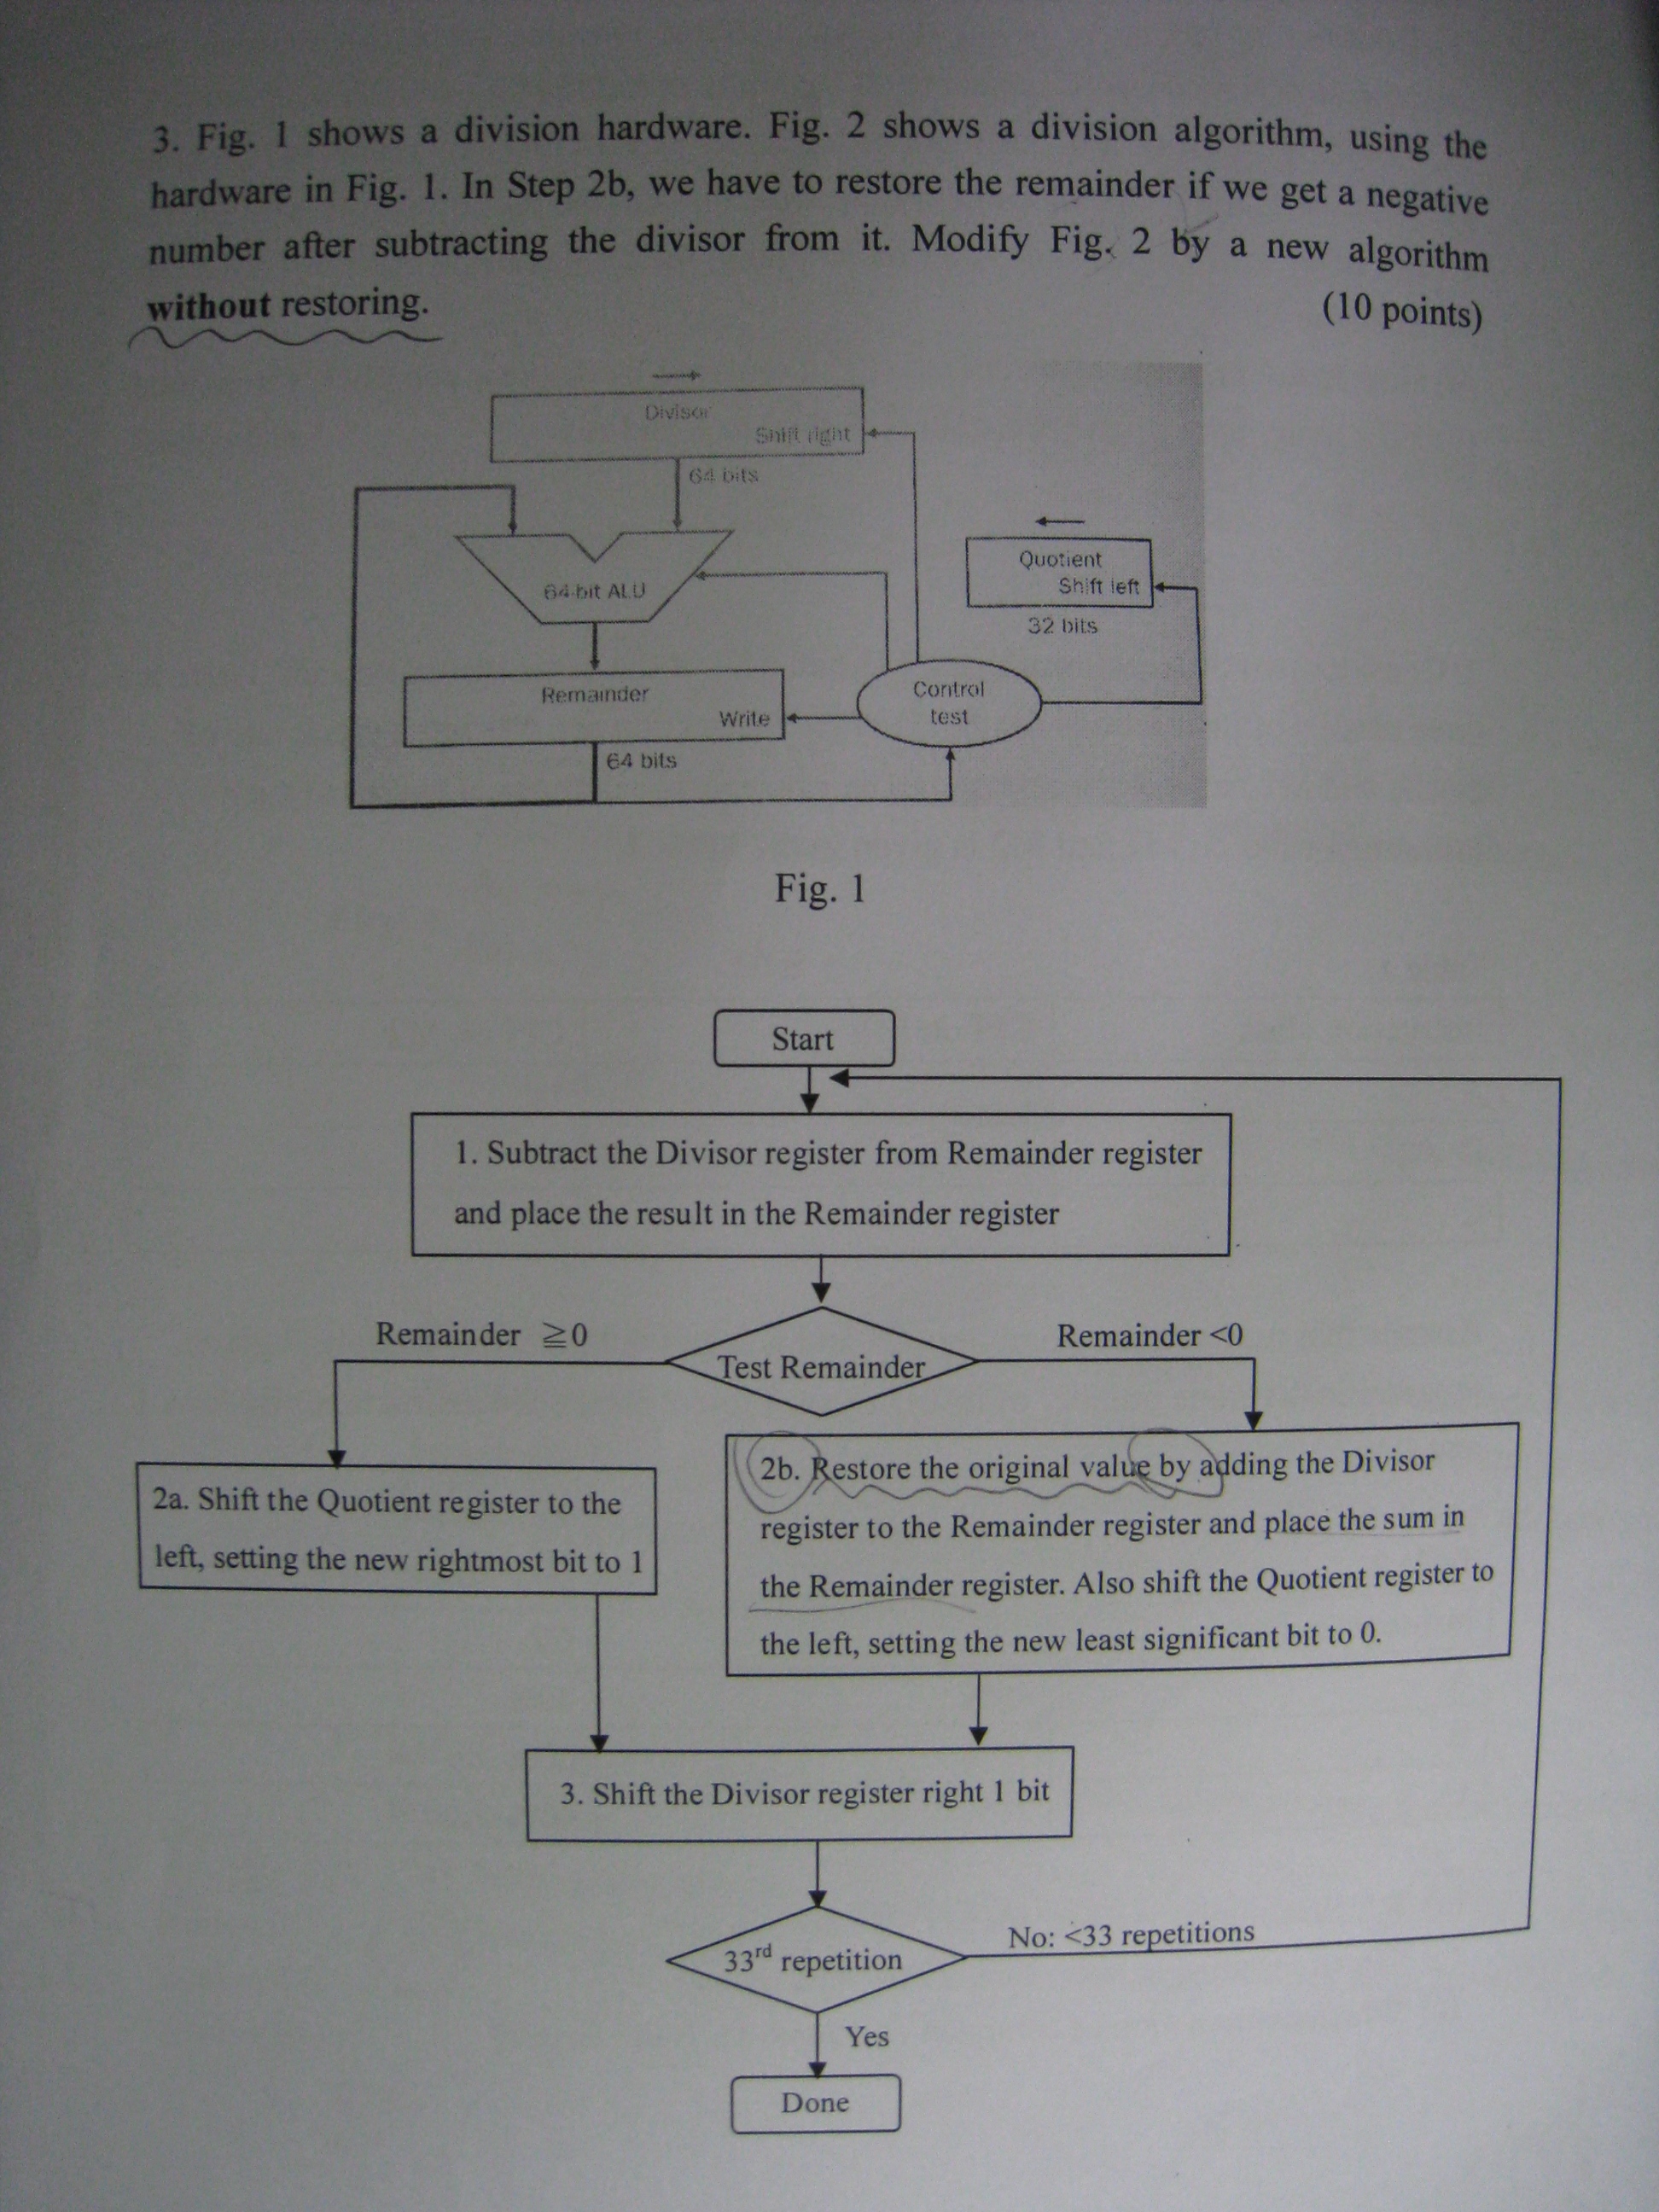 3. Fig. 1 shows a division hardware. Fig. 2 shows a division algorithm, using the
hardware in Fig. 1. In Step 2b, we have to restore the remainder if we get a negative
number after subtracting the divisor from it. Modify Fig. 2 by a new algorithm
without restoring. (10 points)
Divisor
Shift right
64 bits
64-bit ALU
Quotient
Shift left
32 bits
Remainder
Write
Control
test
64 bits
Fig. 1
Start
1. Subtract the Divisor register from Remainder register
and place the result in the Remainder register
Remainder ≧0
Test Remainder
Remainder <0
2a. Shift the Quotient register to the
left, setting the new rightmost bit to 1
2b. Restore the original value by adding the Divisor
register to the Remainder register and place the sum in
the Remainder register. Also shift the Quotient register to
the left, setting the new least significant bit to 0.
3. Shift the Divisor register right 1 bit
33rd repetition
No: <33 repetitions
Yes
Done